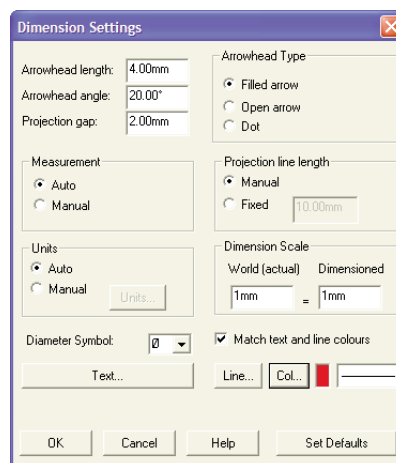 Dimension Settings
Arrowhead length: 4.00mm
Arrowhead angle: 20.00°
Projection gap: 2.00mm
Arrowhead Type
Filled arrow
Open arrow
Dot
Measurement
Auto
Manual
Projection line length
Manual
Fixed 10.00mm
Units
Auto
Manual Units...
Dimension Scale
World (actual) Dimensioned
1mm = 1mm
Diameter Symbol: Ø
Match text and line colours
Text... Line... Col...
OK Cancel Help Set Defaults